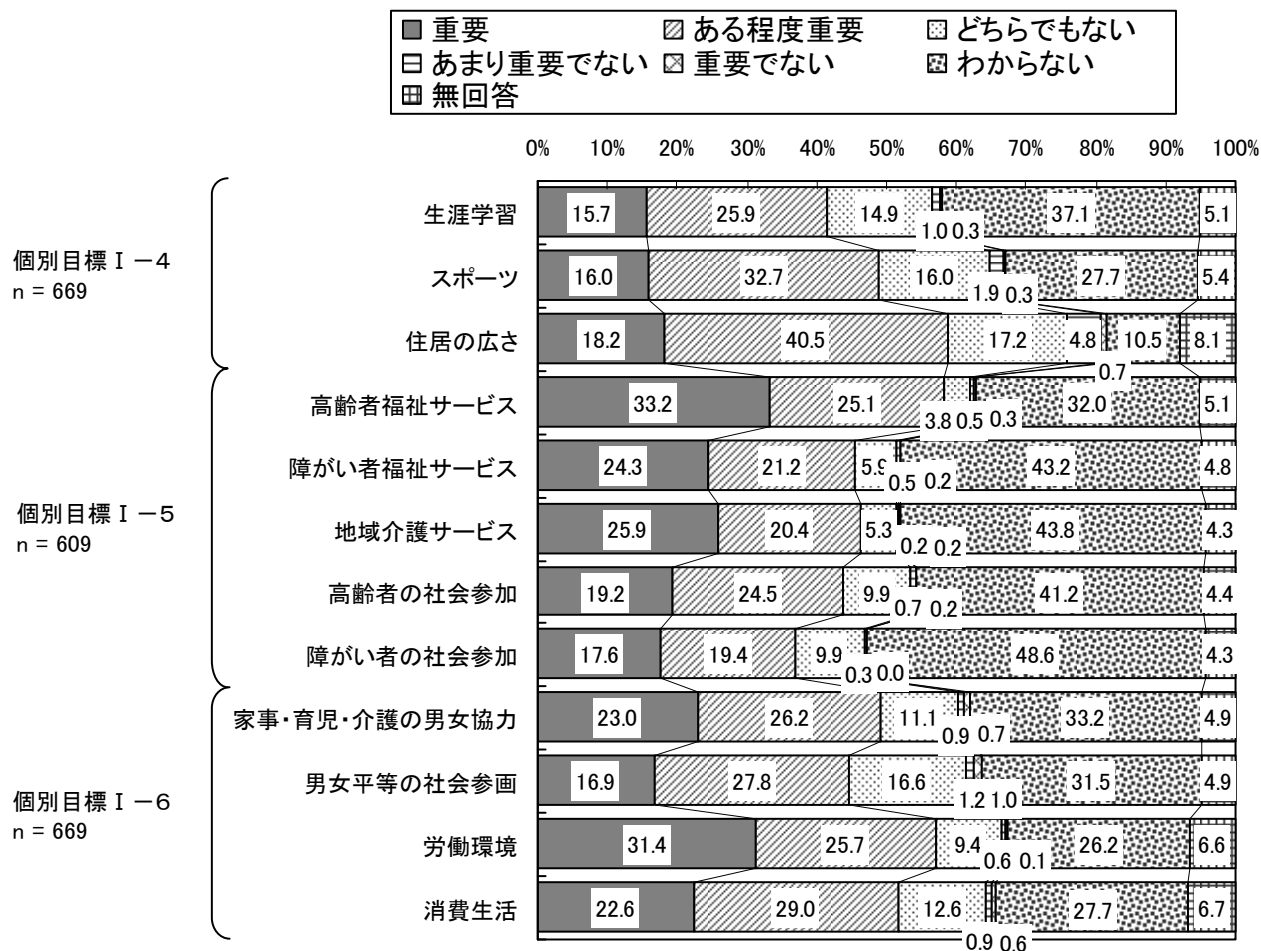 重要 ある程度重要 どちらでもない
あまり重要でない 重要でない わからない
無回答
0% 10% 20% 30% 40% 50% 60% 70% 80% 90% 100%
個別目標Ⅰ－4
n = 669
生涯学習 15.7 25.9 14.9 1.0 0.3 37.1 5.1
スポーツ 16.0 32.7 16.0 1.9 0.3 27.7 5.4
住居の広さ 18.2 40.5 17.2 4.8 0.7 10.5 8.1
個別目標Ⅰ－5
n = 609
高齢者福祉サービス 33.2 25.1 3.8 0.5 0.3 32.0 5.1
障がい者福祉サービス 24.3 21.2 5.9 0.5 0.2 43.2 4.8
地域介護サービス 25.9 20.4 5.3 0.2 0.2 43.8 4.3
高齢者の社会参加 19.2 24.5 9.9 0.7 0.2 41.2 4.4
障がい者の社会参加 17.6 19.4 9.9 0.3 0.0 48.6 4.3
個別目標Ⅰ－6
n = 669
家事・育児・介護の男女協力 23.0 26.2 11.1 0.9 0.7 33.2 4.9
男女平等の社会参画 16.9 27.8 16.6 1.2 1.0 31.5 4.9
労働環境 31.4 25.7 9.4 0.6 0.1 26.2 6.6
消費生活 22.6 29.0 12.6 0.9 0.6 27.7 6.7